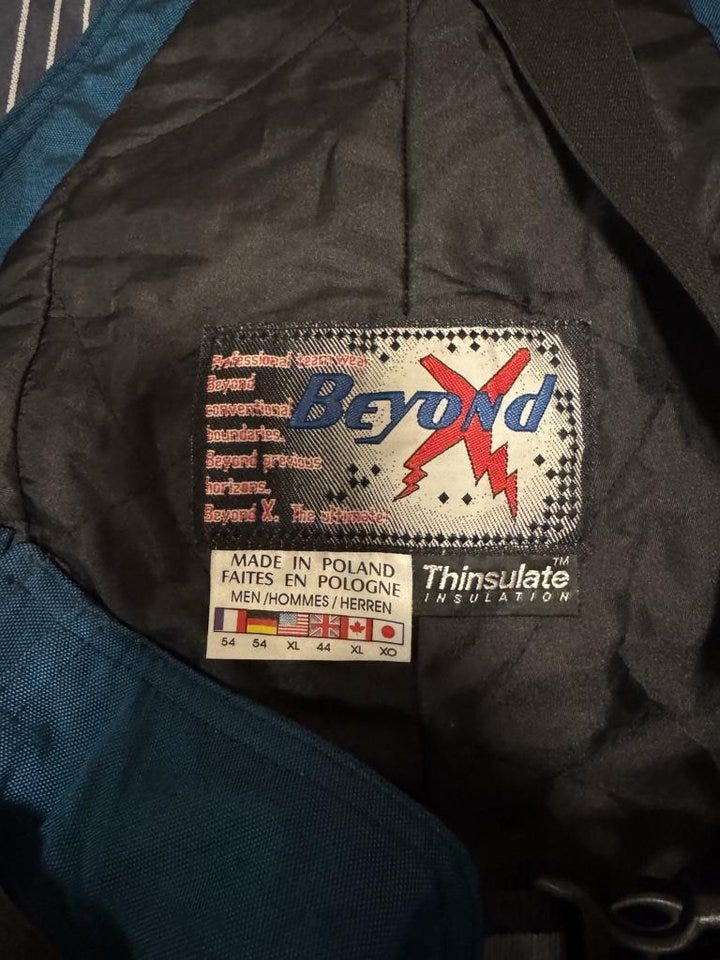 Professional team wear
Beyond
conventional
boundaries.
Beyond previous
horizons.
Beyond X. The ultimate.
BEYOND X
MADE IN POLAND
FAITES EN POLOGNE
MEN /HOMMES / HERREN
54 54 XL 44 XL XO
Thinsulate™
INSULATION